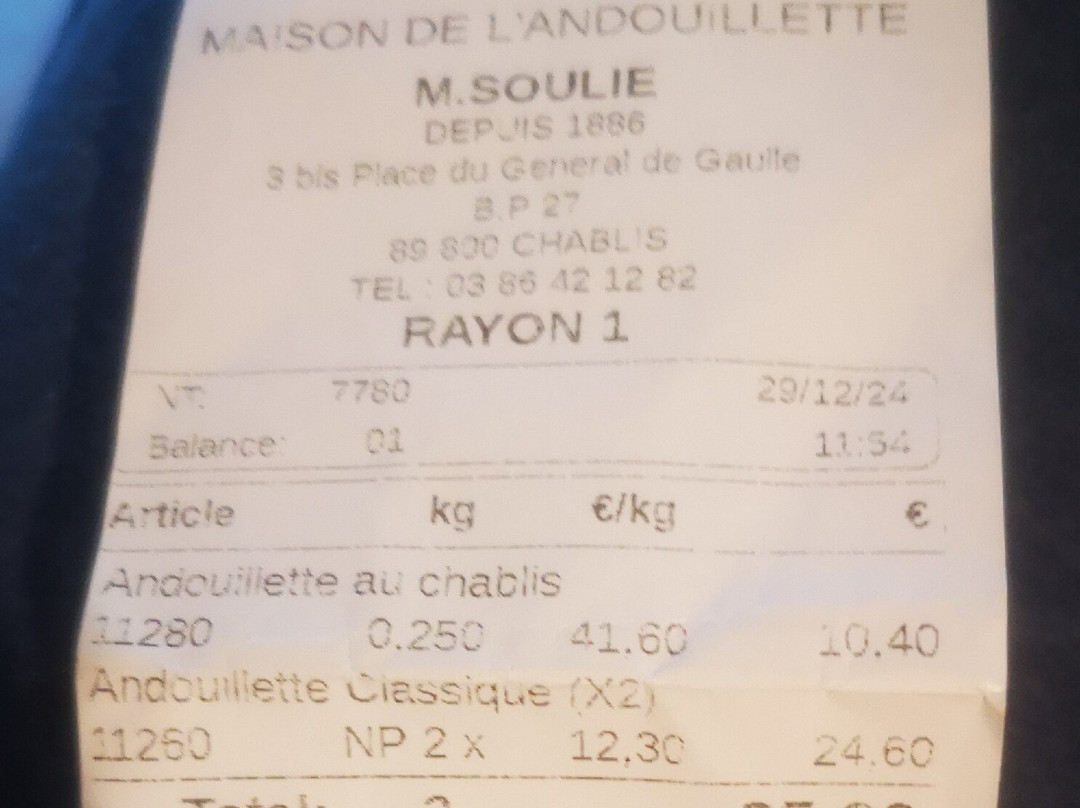 MAISON DE L'ANDOUILLETTE
M.SOULIE
DEPUIS 1886
3 bis Place du General de Gaulle
B.P 27
89 800 CHABLIS
TEL : 03 86 42 12 82
RAYON 1
VT: 7780 29/12/24
Balance: 01 11:54
Article kg €/kg €
Andouillette au chablis
11280 0.250 41.60 10.40
Andouillette Classique (X2)
11260 NP 2 x 12.30 24.60